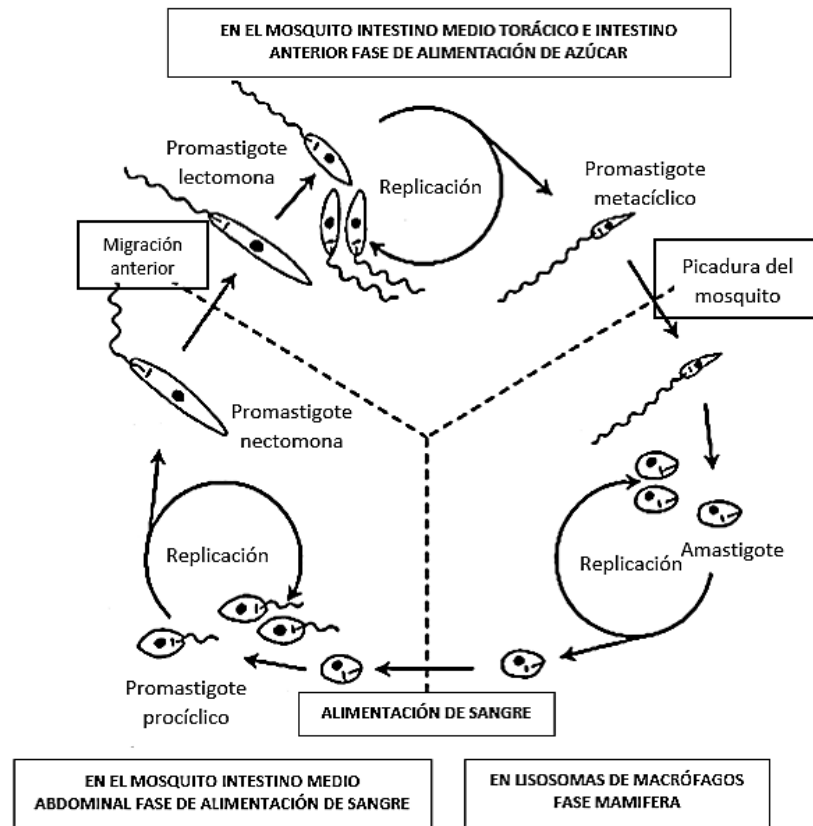 EN EL MOSQUITO INTESTINO MEDIO TORÁCICO E INTESTINO
ANTERIOR FASE DE ALIMENTACIÓN DE AZÚCAR
Promastigote
lectomona
Replicación
Promastigote
metacíclico
Migración
anterior
Picadura del
mosquito
Promastigote
nectomona
Replicación
Replicación
Amastigote
Promastigote
procíclico
ALIMENTACIÓN DE SANGRE
EN EL MOSQUITO INTESTINO MEDIO
ABDOMINAL FASE DE ALIMENTACIÓN DE SANGRE
EN LISOSOMAS DE MACRÓFAGOS
FASE MAMIFERA